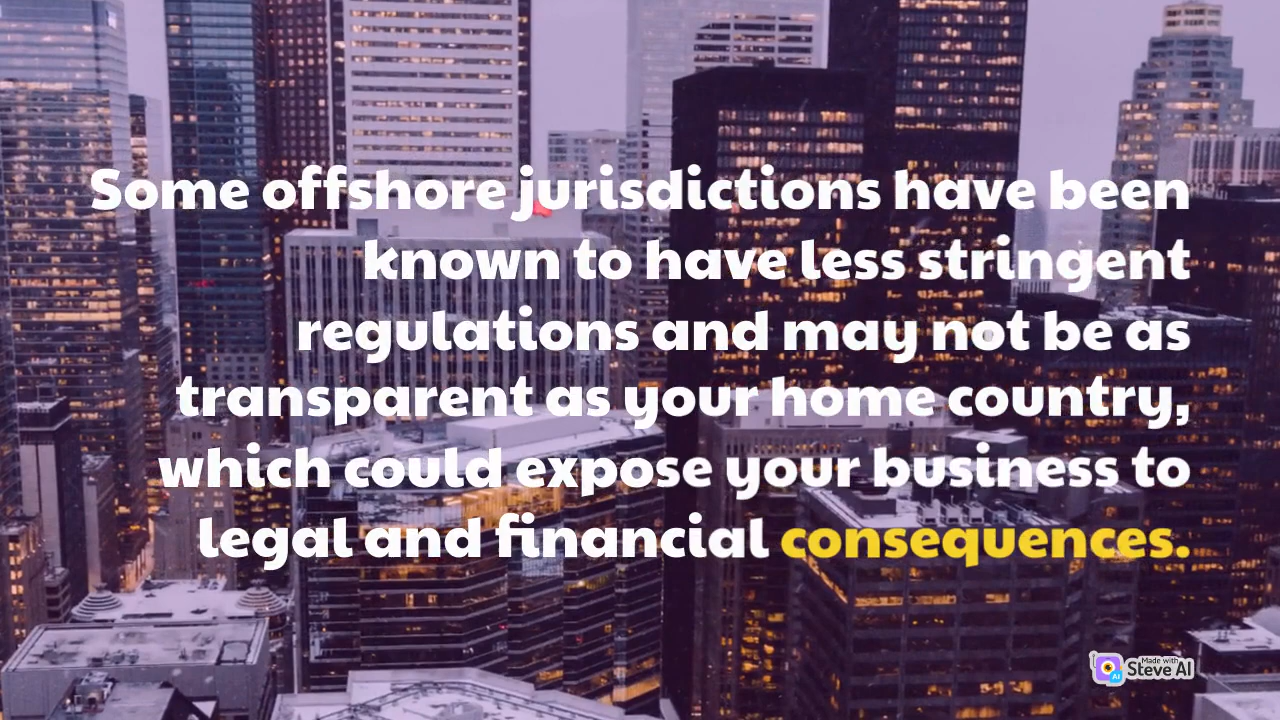 Some offshore jurisdictions have been
known to have less stringent
regulations and may not be as
transparent as your home country,
which could expose your business to
legal and financial consequences.
Made with
Steve AI
AI